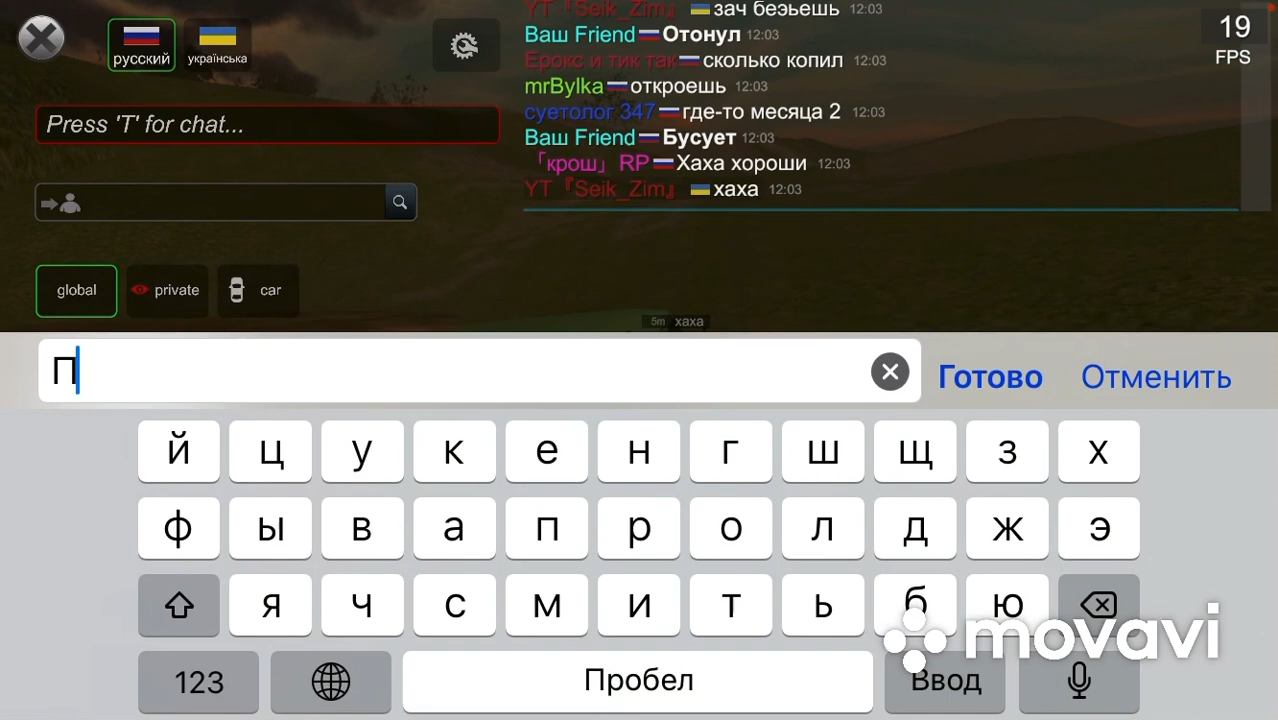 русский
українська
Press 'T' for chat...
global
private
car
YT『Seik_Zim』 зач беэьешь 12:03
Ваш Friend Отонул 12:03
Ерокс и тик так сколько копил 12:03
mrBylka откроешь 12:03
суетолог 347 где-то месяца 2 12:03
Ваш Friend Бусует 12:03
「крош」RP Хаха хороши 12:03
YT『Seik_Zim』 хаха 12:03
19
FPS
5m хаха
П
Готово
Отменить
й ц у к е н г ш щ з х
ф ы в а п р о л д ж э
я ч с м и т ь б ю
123
Пробел
Ввод
movavi